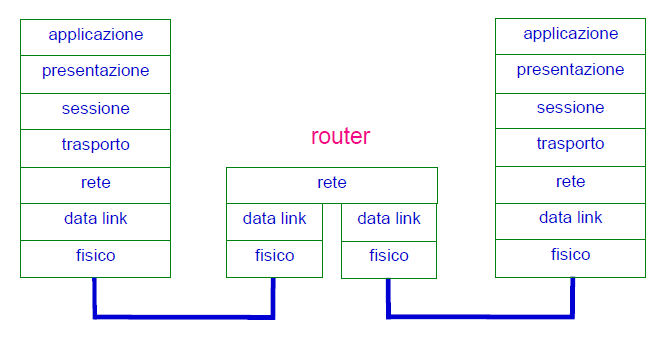 applicazione
presentazione
sessione
trasporto
rete
data link
fisico
router
rete
data link
data link
fisico
fisico
applicazione
presentazione
sessione
trasporto
rete
data link
fisico